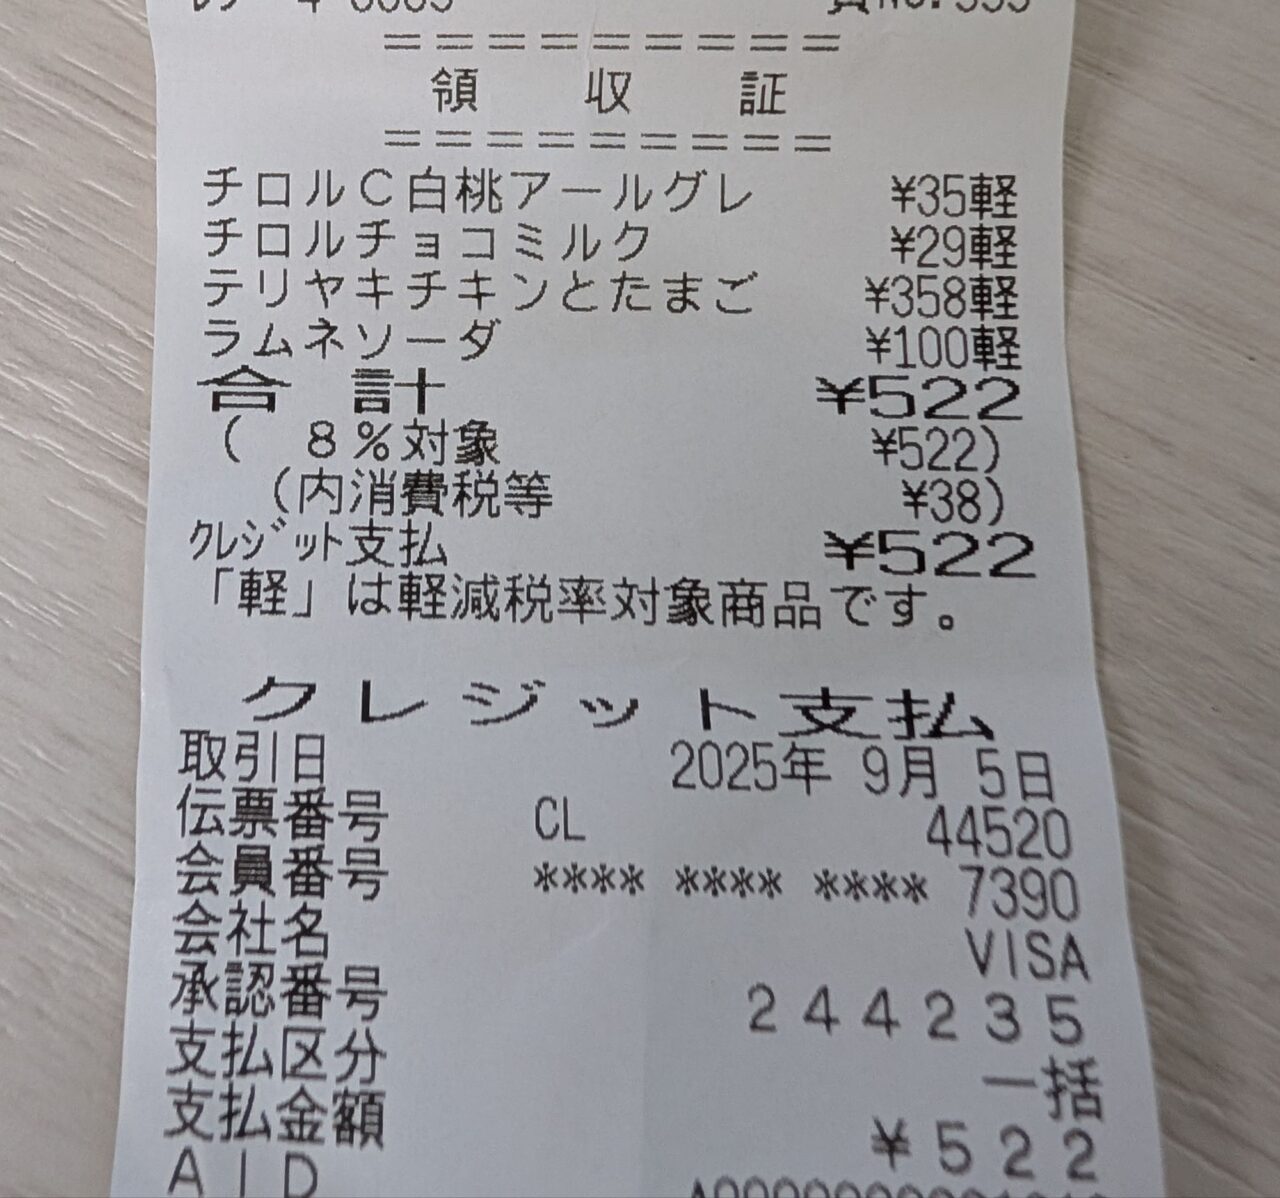 =========
領 収 証
=========
チロルC白桃アールグレ ¥35軽
チロルチョコミルク ¥29軽
テリヤキチキンとたまご ¥358軽
ラムネソーダ ¥100軽
合 計 ¥522
( 8%対象 ¥522)
(内消費税等 ¥38)
クレジット支払 ¥522
「軽」は軽減税率対象商品です。
クレジット支払
取引日 2025年 9月 5日
伝票番号 CL 44520
会員番号 **** **** **** 7390
会社名 VISA
承認番号 244235
支払区分 一括
支払金額 ¥522
AID